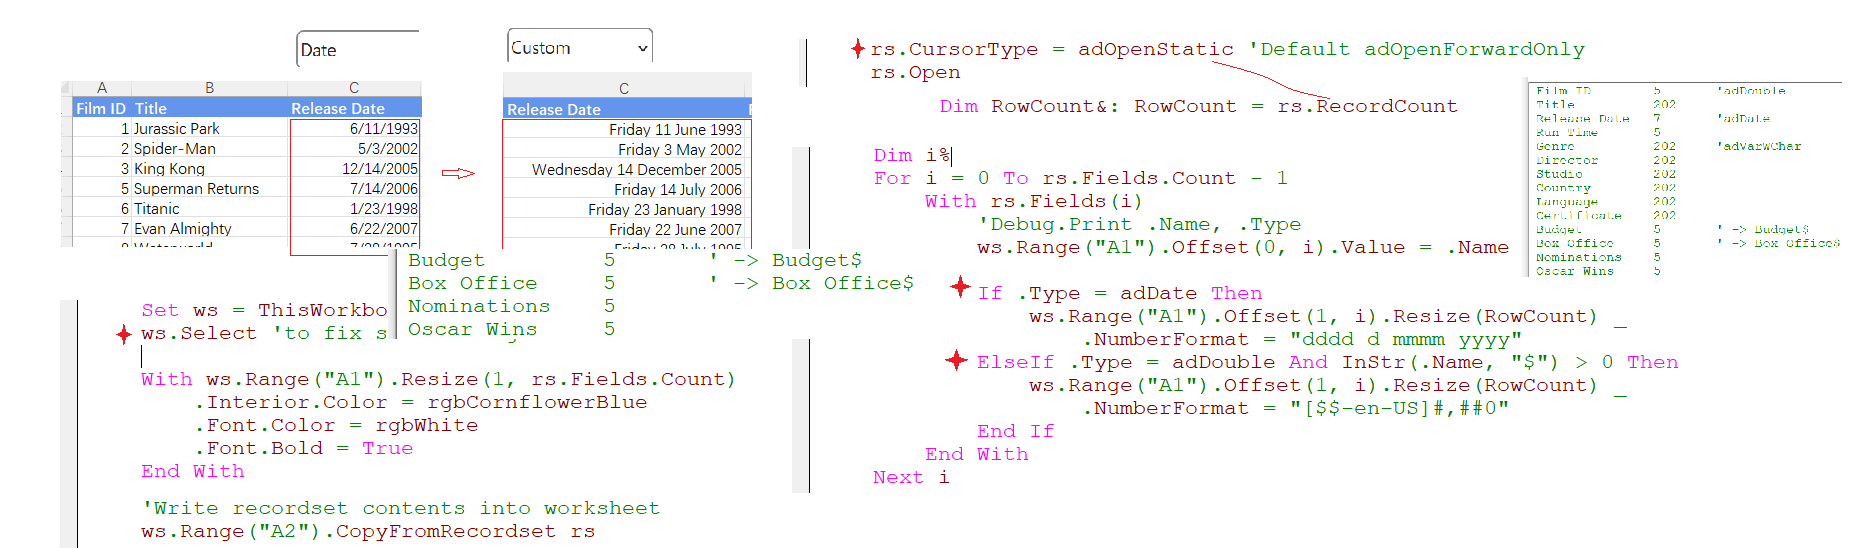 Date
Custom
A B C
Film ID Title Release Date
1 Jurassic Park 6/11/1993
2 Spider-Man 5/3/2002
3 King Kong 12/14/2005
5 Superman Returns 7/14/2006
6 Titanic 1/23/1998
7 Evan Almighty 6/22/2007
C
Release Date
Friday 11 June 1993
Friday 3 May 2002
Wednesday 14 December 2005
Friday 14 July 2006
Friday 23 January 1998
Friday 22 June 2007
Budget 5 ' -> Budget$
Box Office 5 ' -> Box Office$
Nominations 5
Oscar Wins 5
Set ws = ThisWorkbo
ws.Select 'to fix s
With ws.Range("A1").Resize(1, rs.Fields.Count)
.Interior.Color = rgbCornflowerBlue
.Font.Color = rgbWhite
.Font.Bold = True
End With
'Write recordset contents into worksheet
ws.Range("A2").CopyFromRecordset rs
rs.CursorType = adOpenStatic 'Default adOpenForwardOnly
rs.Open
Dim RowCount&: RowCount = rs.RecordCount
Dim i%
For i = 0 To rs.Fields.Count - 1
With rs.Fields(i)
'Debug.Print .Name, .Type
ws.Range("A1").Offset(0, i).Value = .Name
If .Type = adDate Then
ws.Range("A1").Offset(1, i).Resize(RowCount) _
.NumberFormat = "dddd d mmmm yyyy"
ElseIf .Type = adDouble And InStr(.Name, "$") > 0 Then
ws.Range("A1").Offset(1, i).Resize(RowCount) _
.NumberFormat = "[$$-en-US]#,##0"
End If
End With
Next i
Film ID 5 'adDouble
Title 202
Release Date 7 'adDate
Run Time 5
Genre 202 'adVarWChar
Director 202
Studio 202
Country 202
Language 202
Certificate 202
Budget 5 ' -> Budget$
Box Office 5 ' -> Box Office$
Nominations 5
Oscar Wins 5